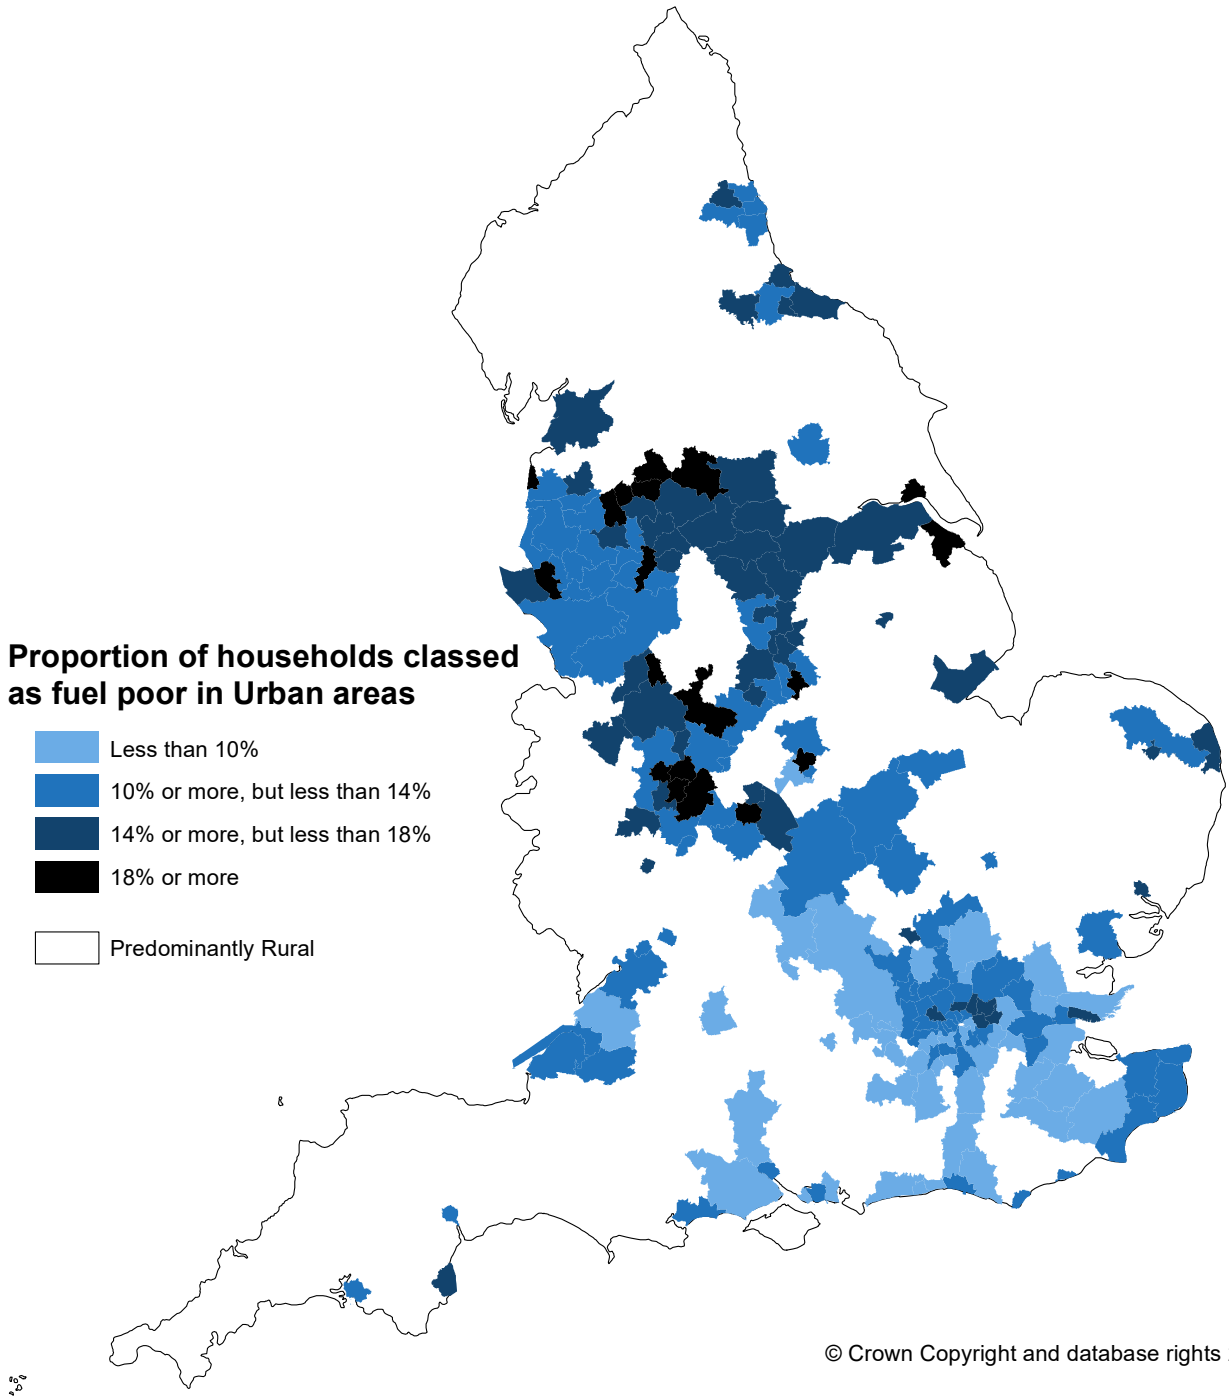 Proportion of households classed
as fuel poor in Urban areas
Less than 10%
10% or more, but less than 14%
14% or more, but less than 18%
18% or more
Predominantly Rural
© Crown Copyright and database rights